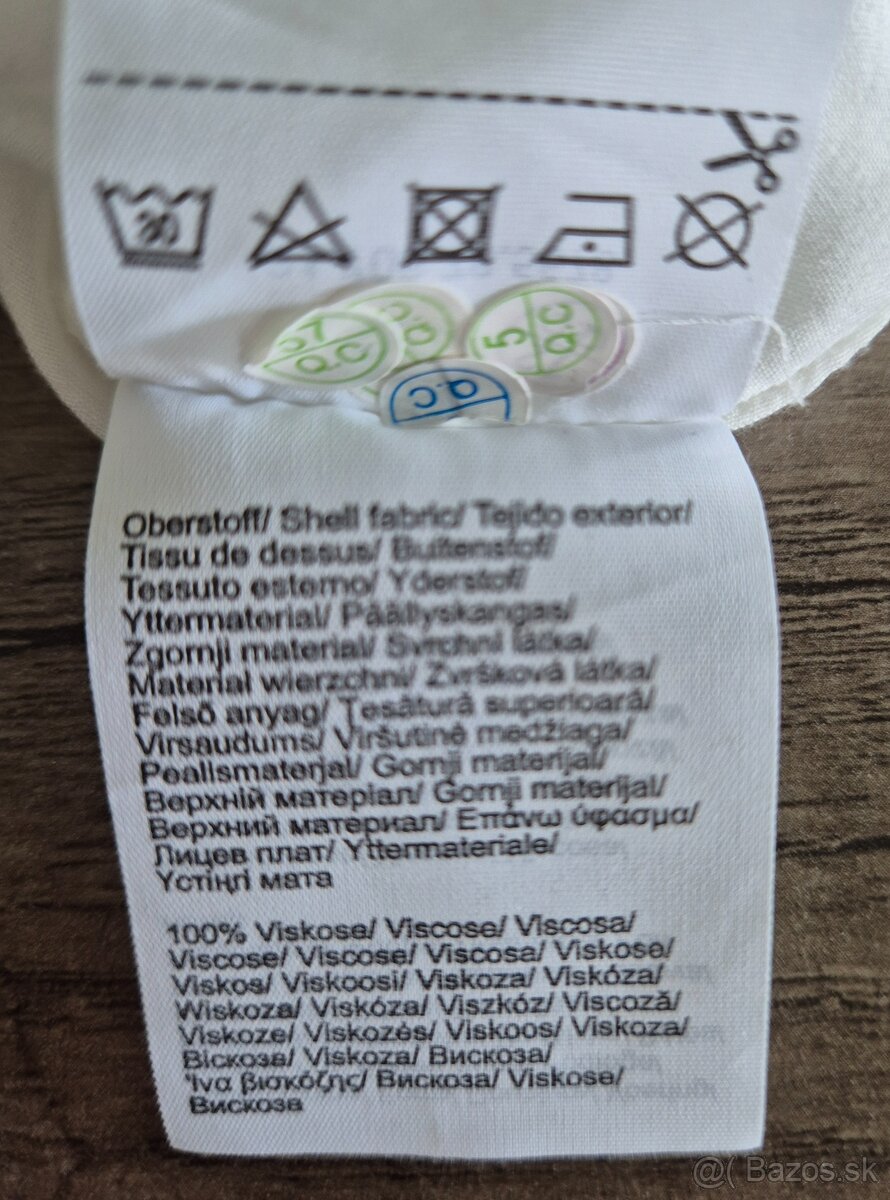 30
57
Q.C
Q.C
5
Q.C
Q.C
Oberstoff/ Shell fabric/ Tejido exterior/
Tissu de dessus/ Buitenstof/
Tessuto esterno/ Yderstof/
Yttermaterial/ Päällyskangas/
Zgornji material/ Svrchní látka/
Materiał wierzchni/ Zvršková látka/
Felső anyag/ Țesătură superioară/
Virsaudums/ Viršutinė medžiaga/
Pealismaterjal/ Gornji materijal/
Верхній матеріал/ Gornji materijal/
Верхний материал/ Επάνω ύφασμα/
Лицев плат/ Yttermateriale/
Үстіңгі мата
100% Viskose/ Viscose/ Viscosa/
Viscose/ Viscose/ Viscosa/ Viskose/
Viskos/ Viskoosi/ Viskoza/ Viskóza/
Wiskoza/ Viskóza/ Viszkóz/ Viscoză/
Viskoze/ Viskozės/ Viskoos/ Viskoza/
Віскоза/ Viskoza/ Вискоза/
Ίνα βισκόζης/ Вискоза/ Viskose/
Вискоза
@( Bazos.sk